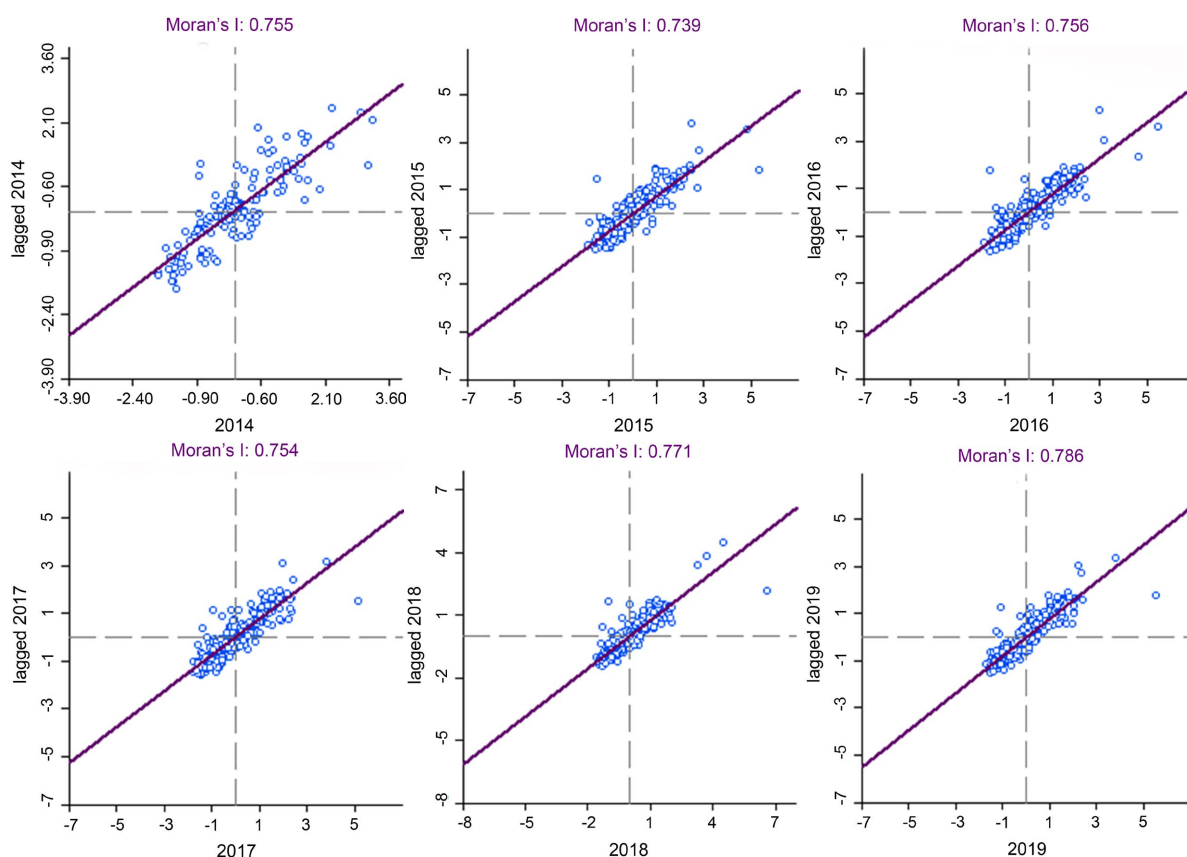 Moran's I: 0.755
3.60
2.10
-0.60
-0.90
-2.40
-3.90
lagged 2014
-3.90 -2.40 -0.90 -0.60 2.10 3.60
2014
Moran's I: 0.739
5
3
1
-1
-3
-5
-7
lagged 2015
-7 -5 -3 -1 1 3 5 7
2015
Moran's I: 0.756
5
3
1
-1
-3
-5
-7
lagged 2016
-7 -5 -3 -1 1 3 5
2016
Moran's I: 0.754
5
3
1
-1
-3
-5
-7
lagged 2017
-7 -5 -3 -1 1 3 5
2017
Moran's I: 0.771
7
4
1
-2
-5
-8
lagged 2018
-8 -5 -2 1 4 7
2018
Moran's I: 0.786
5
3
1
-1
-3
-5
-7
lagged 2019
-7 -5 -3 -1 1 3 5
2019